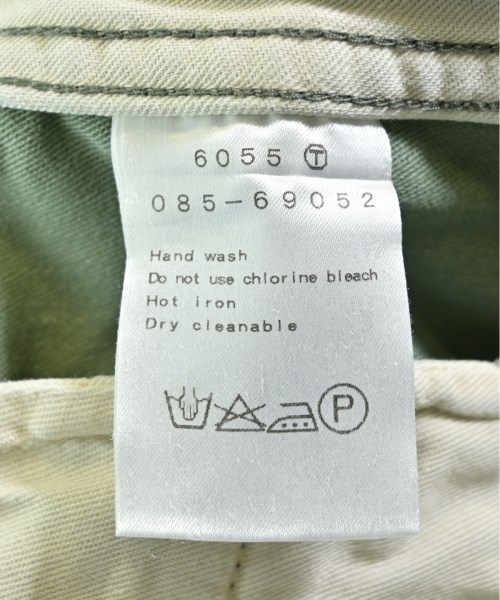 6055 Ⓣ
085-69052
Hand wash
Do not use chlorine bleach
Hot iron
Dry cleanable
P